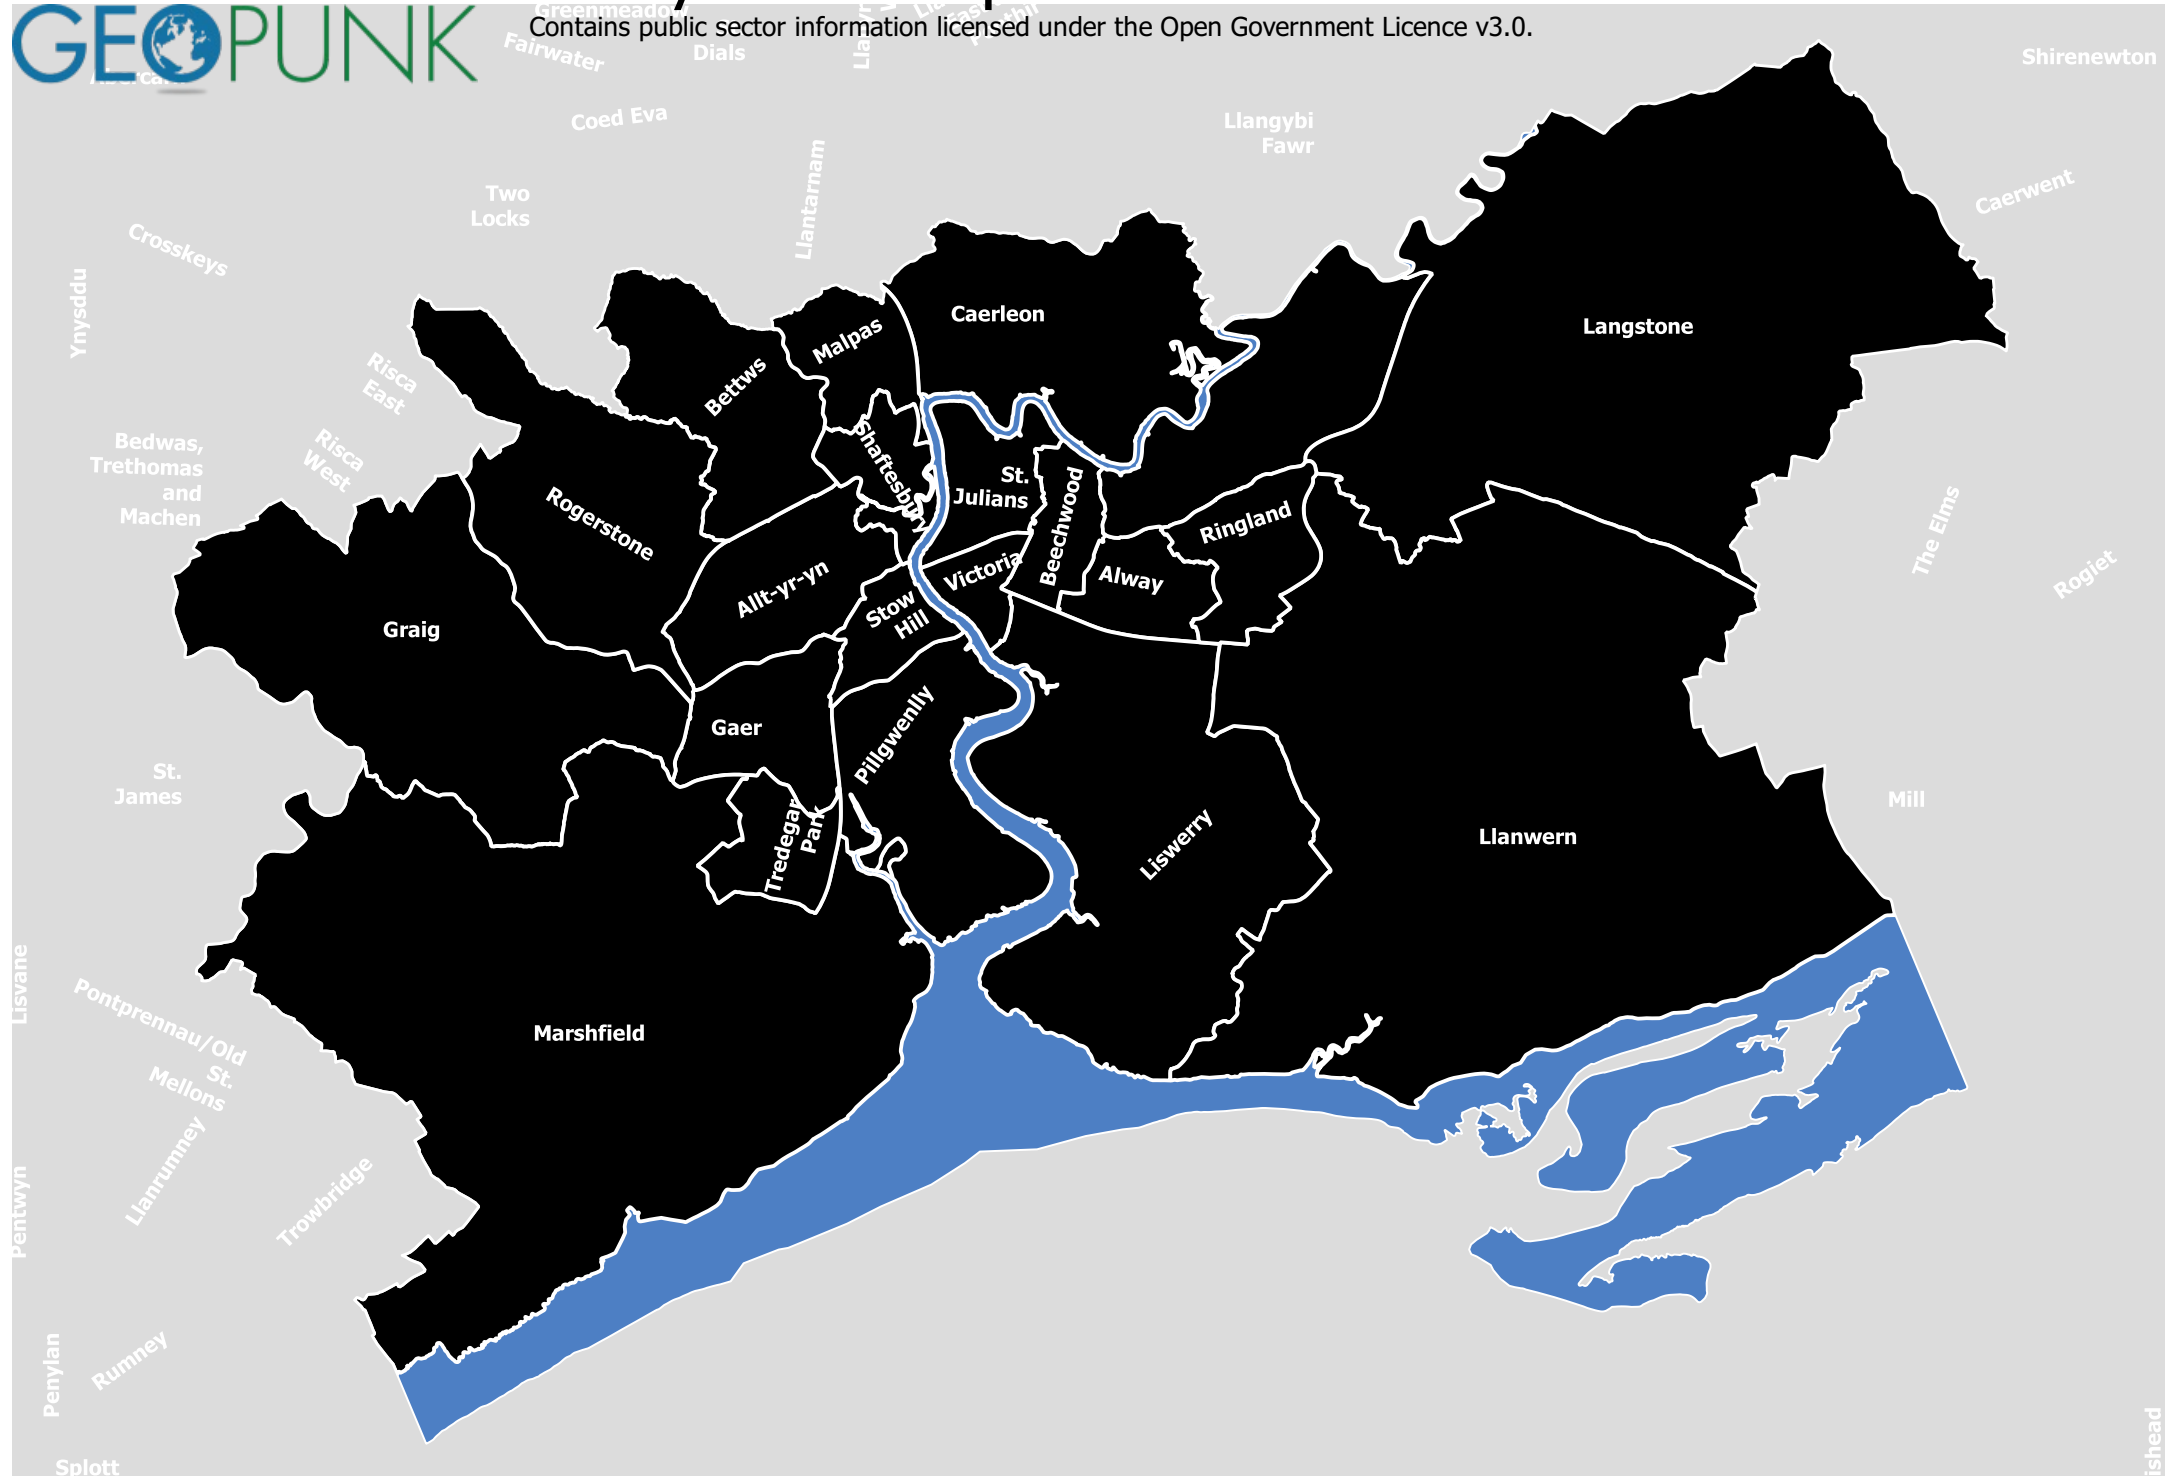 GEOPUNK
Contains public sector information licensed under the Open Government Licence v3.0.
Greenmeadow
Fairwater
Dials
Shirenewton
Coed Eva
Llangybi
Fawr
Llantarnam
Two
Locks
Caerwent
Crosskeys
Ynysddu
Caerleon
Langstone
Malpas
Risca
East
Bettws
Bedwas,
Trethomas
and
Machen
Risca
West
Shaftesbury
St.
Julians
Beechwood
Rogerstone
Ringland
The Elms
Rogiet
Victoria
Alway
Allt-yr-yn
Stow
Hill
Graig
Gaer
Pillgwenlly
St.
James
Mill
Tredegar
Park
Liswerry
Llanwern
Lisvane
Pontprennau/Old
St.
Mellons
Marshfield
Llanrumney
Trowbridge
Pentwyn
Penylan
Rumney
Splott